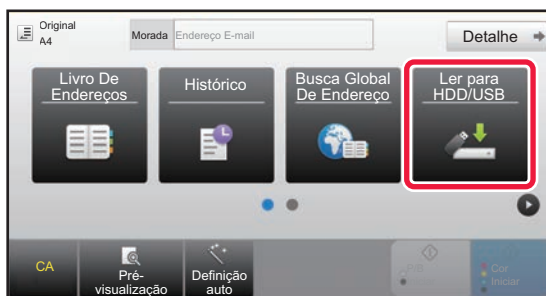 Original
A4
Morada
Endereço E-mail
Detalhe
Livro De
Endereços
Histórico
Busca Global
De Endereço
Ler para
HDD/USB
CA
Pré-
visualização
Definição
auto
P/B
Iniciar
Cor
Iniciar